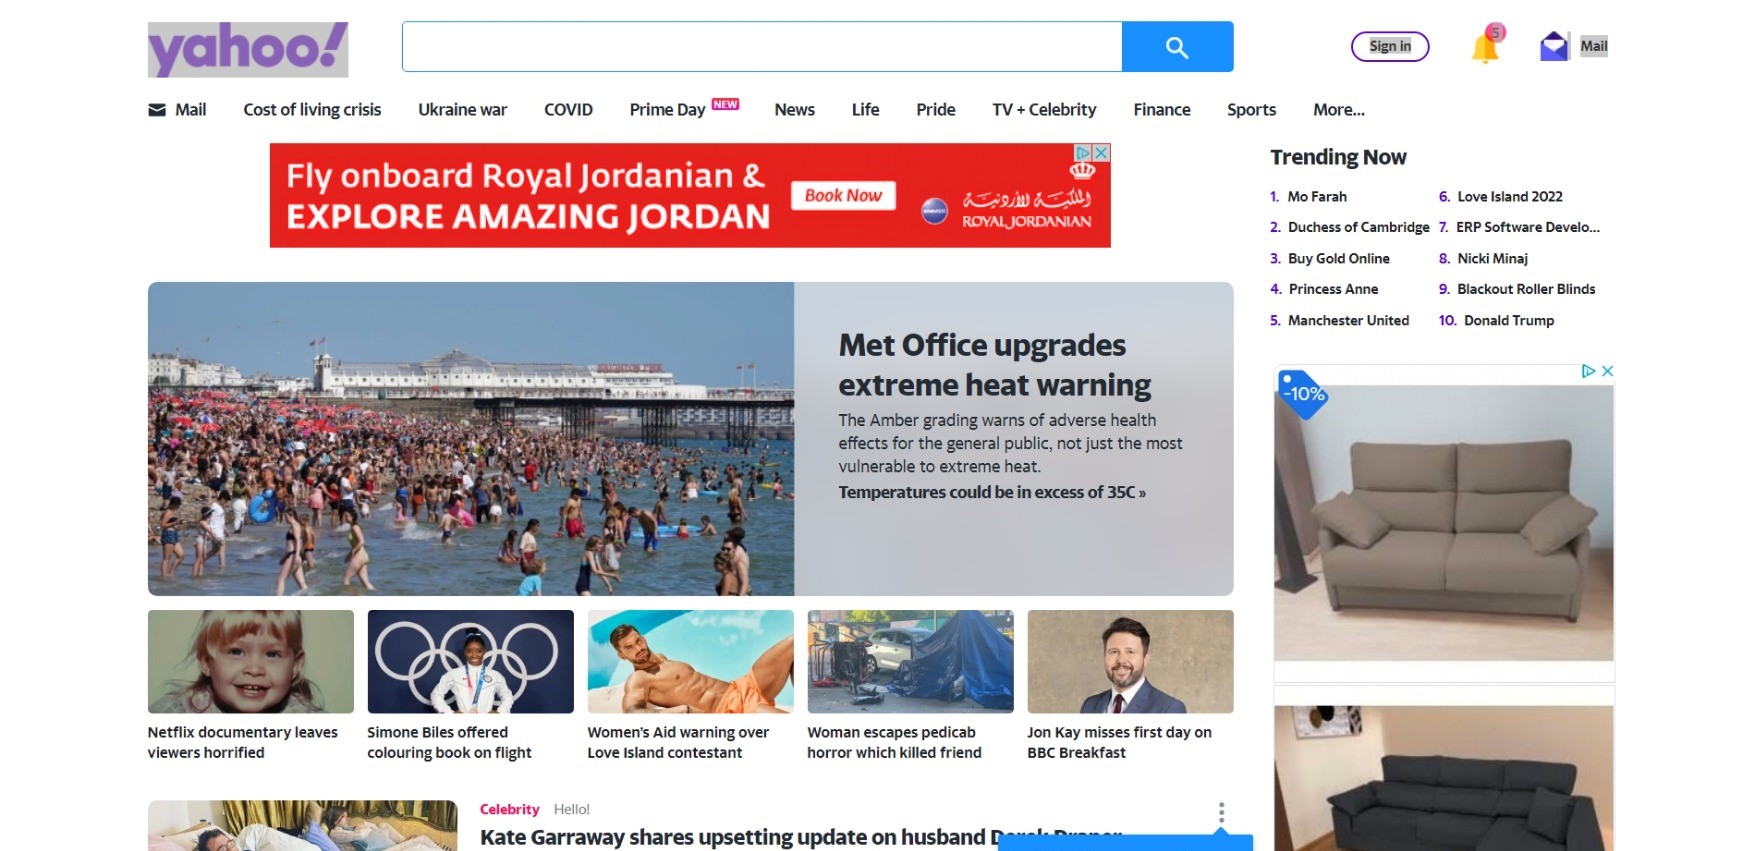 yahoo!
Sign in
5
Mail
Mail
Cost of living crisis
Ukraine war
COVID
Prime Day NEW
News
Life
Pride
TV + Celebrity
Finance
Sports
More...
Fly onboard Royal Jordanian &
EXPLORE AMAZING JORDAN
Book Now
الملكية الأردنية
ROYAL JORDANIAN
Trending Now
1. Mo Farah
2. Duchess of Cambridge
3. Buy Gold Online
4. Princess Anne
5. Manchester United
6. Love Island 2022
7. ERP Software Develo...
8. Nicki Minaj
9. Blackout Roller Blinds
10. Donald Trump
-10%
Met Office upgrades
extreme heat warning
The Amber grading warns of adverse health
effects for the general public, not just the most
vulnerable to extreme heat.
Temperatures could be in excess of 35C »
Netflix documentary leaves
viewers horrified
Simone Biles offered
colouring book on flight
Women's Aid warning over
Love Island contestant
Woman escapes pedicab
horror which killed friend
Jon Kay misses first day on
BBC Breakfast
Celebrity Hello!
Kate Garraway shares upsetting update on husband Derek Draper